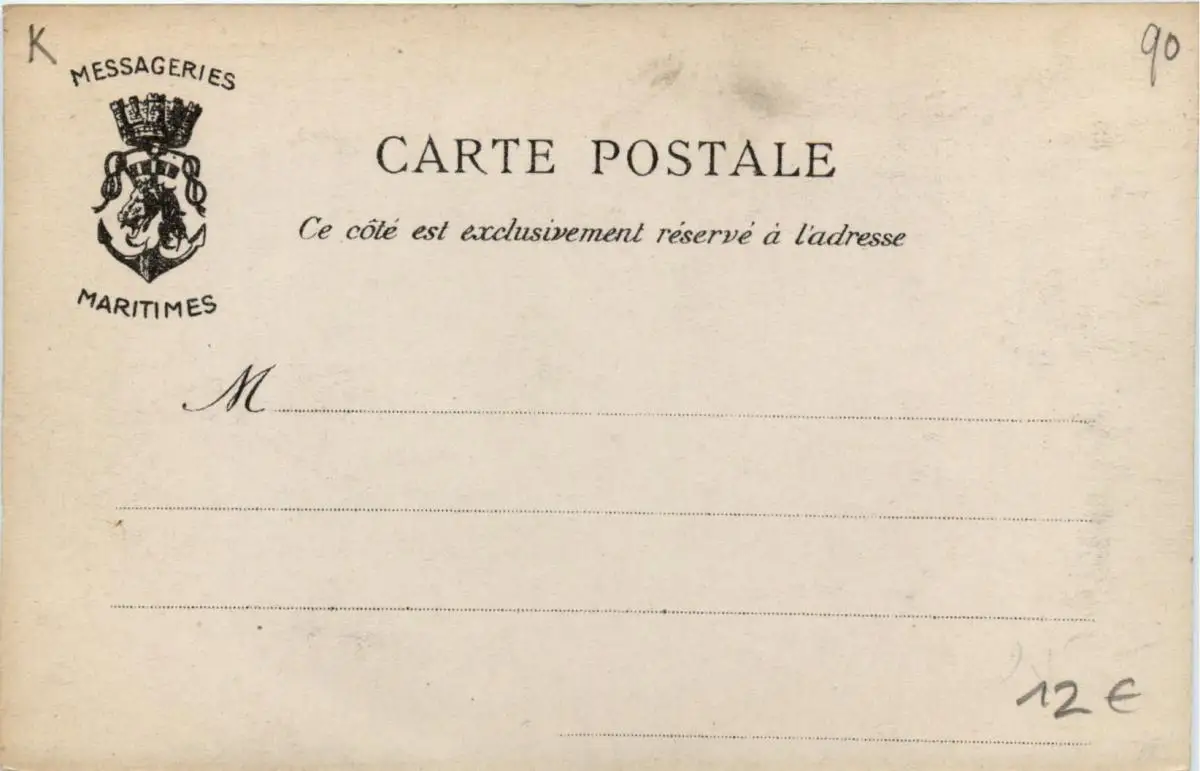 K
90
MESSAGERIES
MARITIMES
CARTE POSTALE
Ce côté est exclusivement réservé à l'adresse
M
12 €